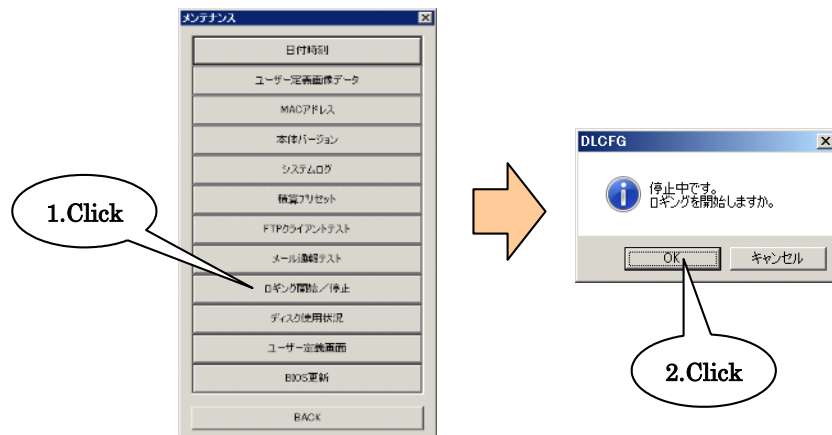 メンテナンス
日付時刻
ユーザー定義画像データ
MACアドレス
本体バージョン
システムログ
積算プリセット
FTPクライアントテスト
メール通報テスト
ロギング開始／停止
ディスク使用状況
ユーザー定義画面
BIOS更新
BACK
1.Click
DLCFG
停止中です。
ロギングを開始しますか。
OK
キャンセル
2.Click